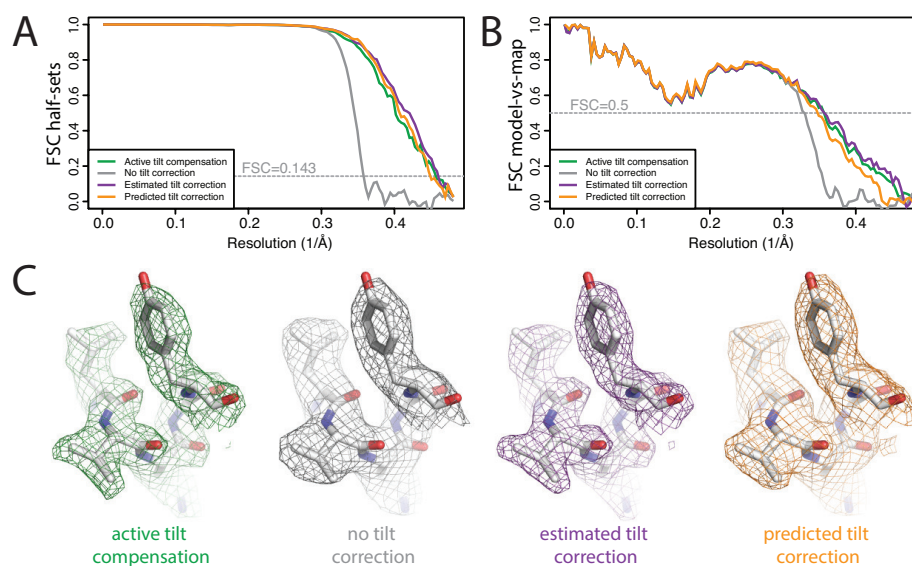 A
FSC half-sets
1.0
0.8
0.6
0.4
0.2
0.0
FSC=0.143
Active tilt compensation
No tilt correction
Estimated tilt correction
Predicted tilt correction
0.0 0.1 0.2 0.3 0.4
Resolution (1/Å)
B
FSC model-vs-map
1.0
0.8
0.6
0.4
0.2
0.0
FSC=0.5
Active tilt compensation
No tilt correction
Estimated tilt correction
Predicted tilt correction
0.0 0.1 0.2 0.3 0.4
Resolution (1/Å)
C
active tilt
compensation
no tilt
correction
estimated tilt
correction
predicted tilt
correction